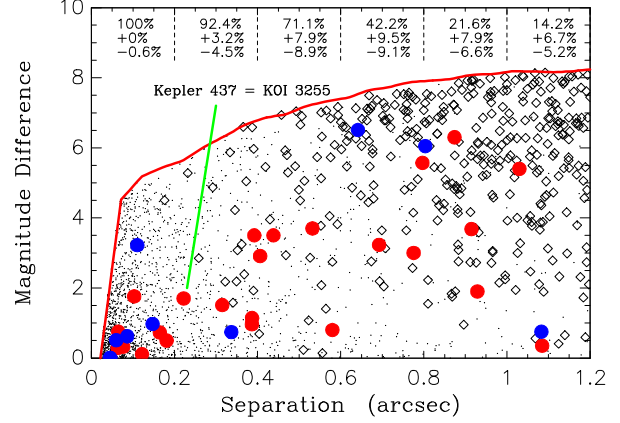 10
100% 92.4% 71.1% 42.2% 21.6% 14.2%
+0% +3.2% +7.9% +9.5% +7.9% +6.7%
−0.6% −4.5% −8.9% −9.1% −6.6% −5.2%
8
Kepler 437 = KOI 3255
6
4
2
0
Magnitude Difference
0 0.2 0.4 0.6 0.8 1 1.2
Separation (arcsec)